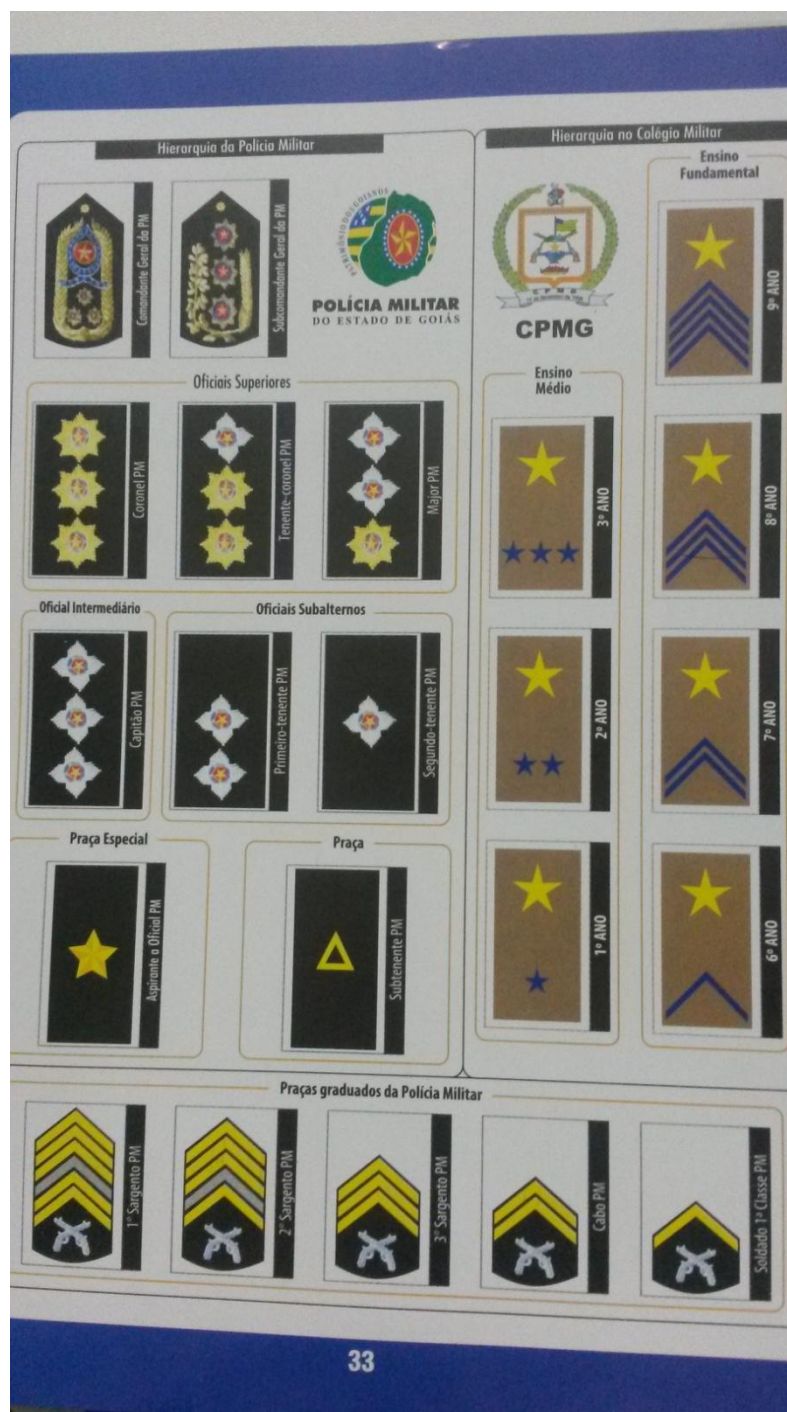 Hierarquia da Polícia Militar
Comandante Geral da PM
Subcomandante Geral da PM
PATRIMÔNIO DOS GOIANOS
POLÍCIA MILITAR
DO ESTADO DE GOIÁS
Oficiais Superiores
Coronel PM
Tenente-coronel PM
Major PM
Oficial Intermediário
Capitão PM
Oficiais Subalternos
Primeiro-tenente PM
Segundo-tenente PM
Praça Especial
Aspirante a Oficial PM
Praça
Subtenente PM
Hierarquia no Colégio Militar
CPMG
CPMG
Ensino
Médio
3º ANO
2º ANO
1º ANO
Ensino
Fundamental
9º ANO
8º ANO
7º ANO
6º ANO
Praças graduados da Polícia Militar
1º Sargento PM
2º Sargento PM
3º Sargento PM
Cabo PM
Soldado 1ª Classe PM
33